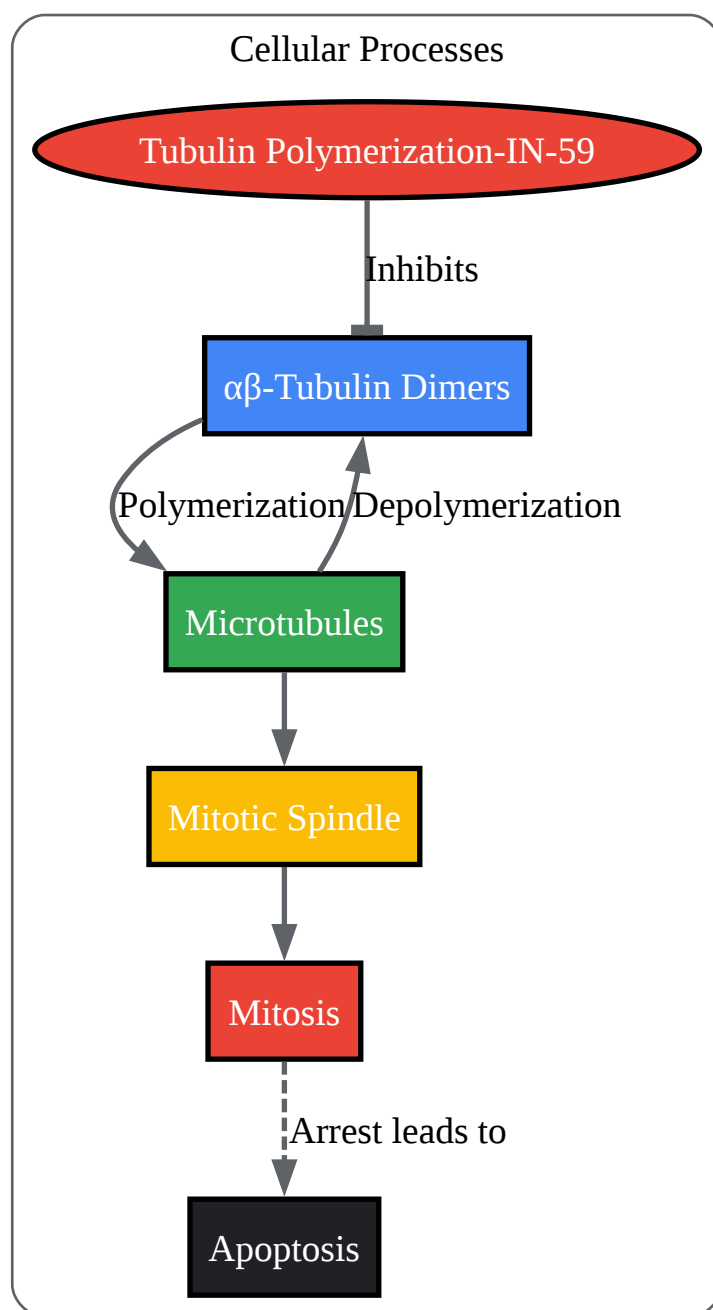 Cellular Processes
Tubulin Polymerization-IN-59
Inhibits
αβ-Tubulin Dimers
Polymerization
Depolymerization
Microtubules
Mitotic Spindle
Mitosis
Arrest leads to
Apoptosis